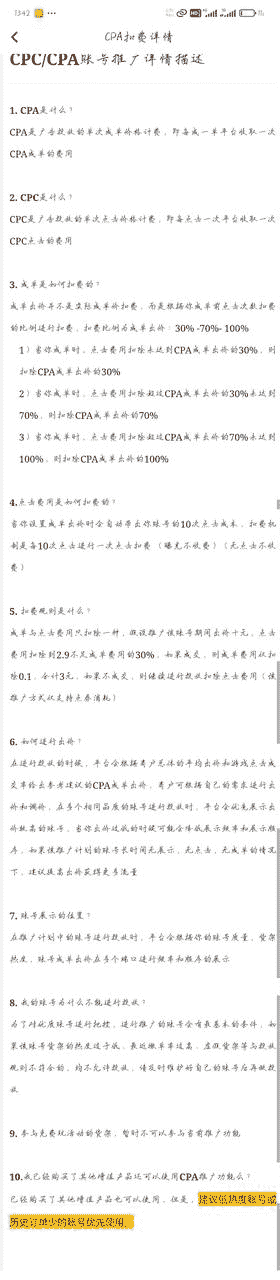 1342
CPA扣费详情
CPC/CPA账号推广详情描述
1. CPA是什么？
CPA是广告投放的单次成单价格计费，即每成一单平台收取一次
CPA成单的费用
2. CPC是什么？
CPC是广告投放的单次点击价格计费，即每点击一次平台收取一次
CPC点击的费用
3. 成单是如何扣费的？
成单出价并不是实际成单价扣费，而是根据你成单前点击次数扣费
的比例进行扣费，扣费比例为成单出价：30% -70%- 100%
1）当你成单时，点击费用扣除未达到CPA成单出价的30%，则
扣除CPA成单出价的30%
2）当你成单时，点击费用扣除超过CPA成单出价的30%未达到
70%，则扣除CPA成单出价的70%
3）当你成单时，点击费用扣除超过CPA成单出价的70%未达到
100%，则扣除CPA成单出价的100%
4.点击费用是如何扣费的？
当你设置成单出价时会自动带出你账号的10次点击成本，扣费机
制是每10次点击进行一次点击扣费 （曝光不收费）（无点击不收
费）
5. 扣费规则是什么？
成单与点击费用只扣除一种，假设推广该账号期间出价十元，点击
费用扣除到2.9不足成单费用的30%，如果成交，则成单费用仅扣
除0.1，合计3元，如果不成交，则继续进行投放扣除点击费用（该
推广方式仅支持点券消耗）
6. 如何进行出价？
在进行投放的时候，平台会根据商户总体的平均出价和游戏点击成
交率给出参考建议的CPA成单出价，商户可根据自己的需求进行出
价和调价，在多个相同品质的账号进行投放时，平台会优先展示出
价较高的账号，当你出价过低的时候可能会降低展示频率和展示顺
序，如果该推广计划的账号长时间无展示，无点击，无成单的情况
下，建议提高出价获得更多流量
7. 账号展示的位置？
在推广计划中的账号进行投放时，平台会根据你的账号质量，货架
热度，账号成单出价在多个端口进行频率和顺序的展示
8. 我的账号为什么不能进行投放？
为了对优质账号进行把控，进行推广的账号会有最基本的条件，如
果该账号货架的热度过于低，最近撤单率过高，虚假货架等与投放
规则不符合的，均不允许投放，请及时维护好自己的账号后再做投
放
9. 参与免费玩活动的货架，暂时不可以参与当前推广功能
10.我已经购买了其他增值产品还可以使用CPA推广功能么？
已经购买了其他增值产品也可以使用，但是，建议低热度账号或
历史订单少的账号优先使用。